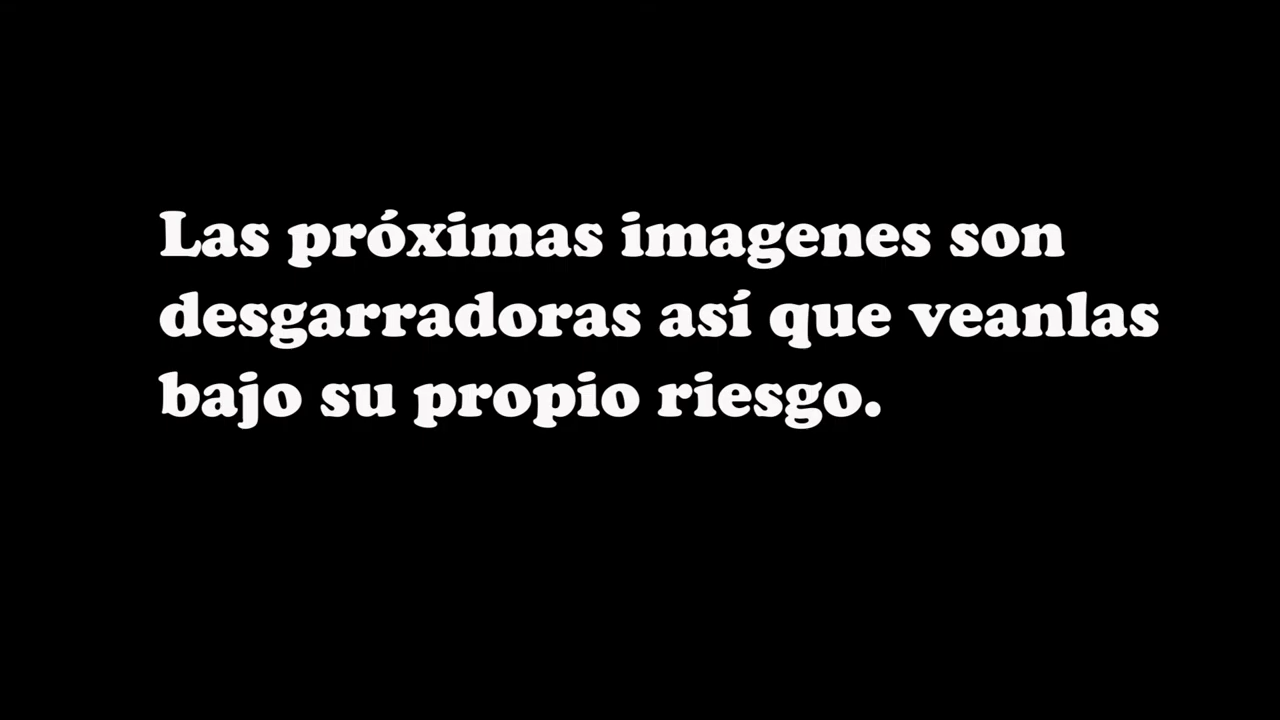 Las próximas imagenes son
desgarradoras así que veanlas
bajo su propio riesgo.